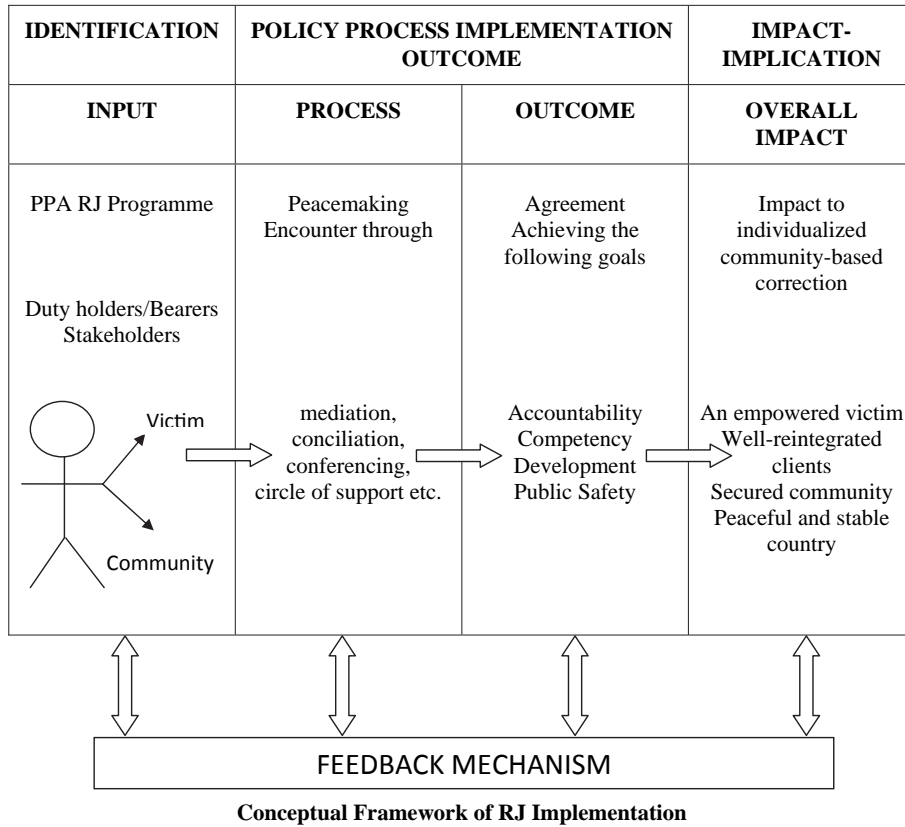 IDENTIFICATION
POLICY PROCESS IMPLEMENTATION
OUTCOME
IMPACT-
IMPLICATION
INPUT
PROCESS
OUTCOME
OVERALL
IMPACT
PPA RJ Programme
Duty holders/Bearers
Stakeholders
Victim
Community
Peacemaking
Encounter through
mediation,
conciliation,
conferencing,
circle of support etc.
Agreement
Achieving the
following goals
Accountability
Competency
Development
Public Safety
Impact to
individualized
community-based
correction
An empowered victim
Well-reintegrated
clients
Secured community
Peaceful and stable
country
FEEDBACK MECHANISM
Conceptual Framework of RJ Implementation